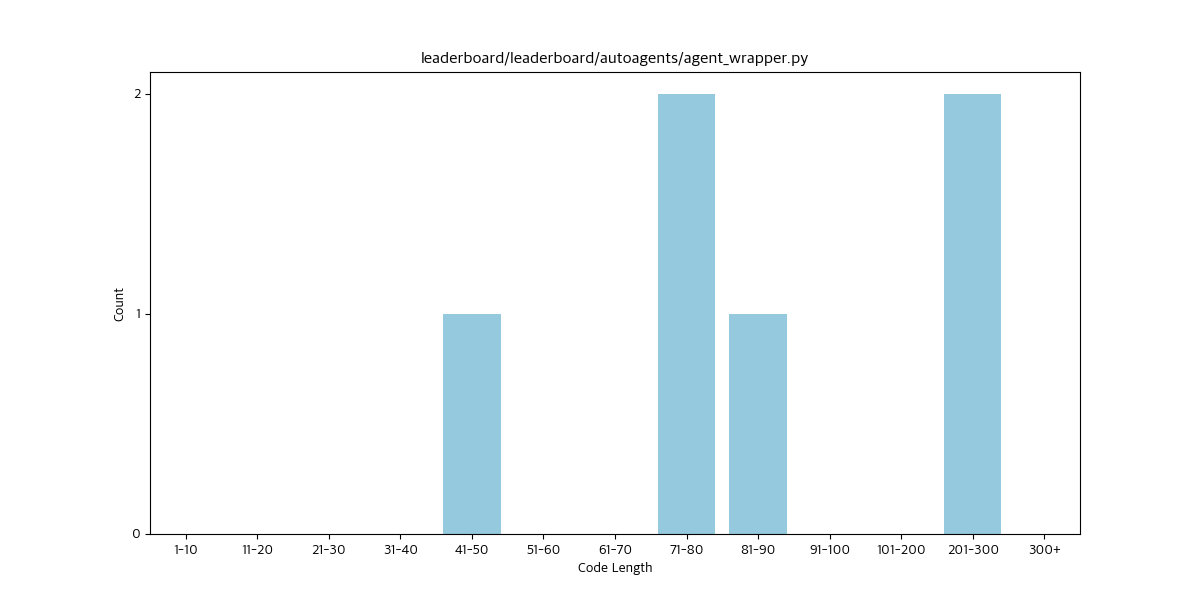 leaderboard/leaderboard/autoagents/agent_wrapper.py
2
1
0
Count
1-10 11-20 21-30 31-40 41-50 51-60 61-70 71-80 81-90 91-100 101-200 201-300 300+
Code Length